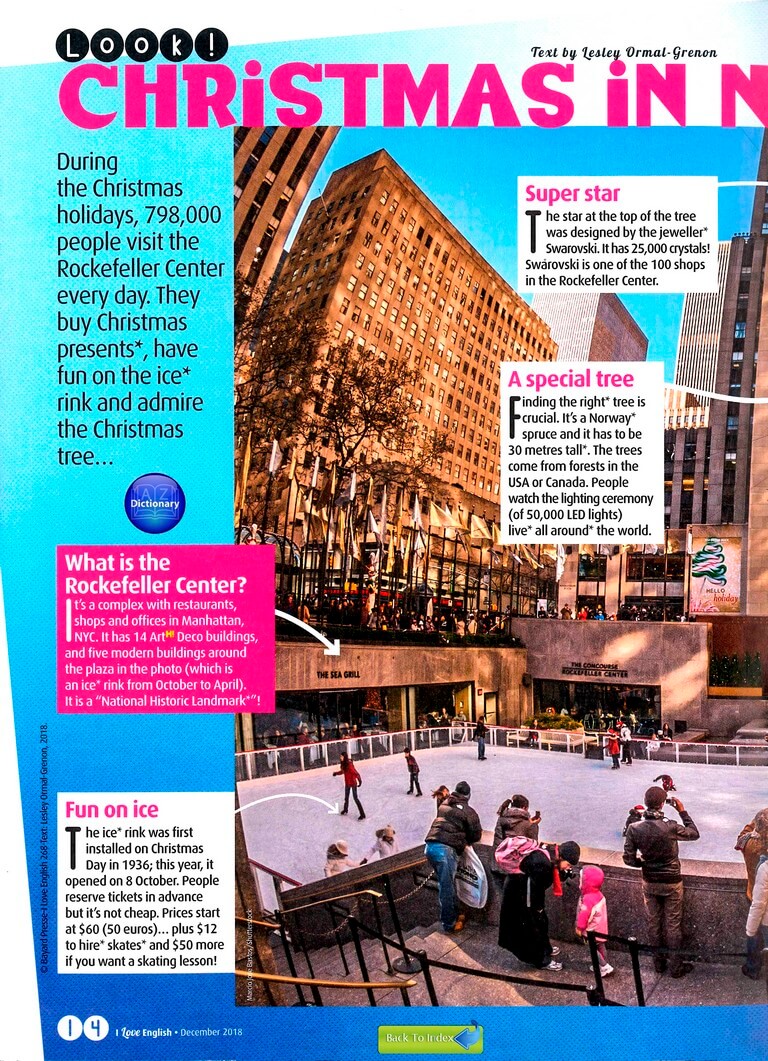 Look!
Text by Lesley Ormal-Grenon
CHRiSTMAS iN N
During
the Christmas
holidays, 798,000
people visit the
Rockefeller Center
every day. They
buy Christmas
presents*, have
fun on the ice*
rink and admire
the Christmas
tree...
AZ
Dictionary
Super star
The star at the top of the tree
was designed by the jeweller*
Swarovski. It has 25,000 crystals!
Swarovski is one of the 100 shops
in the Rockefeller Center.
A special tree
Finding the right* tree is
crucial. It's a Norway*
spruce and it has to be
30 metres tall*. The trees
come from forests in the
USA or Canada. People
watch the lighting ceremony
(of 50,000 LED lights)
live* all around* the world.
What is the
Rockefeller Center?
It's a complex with restaurants,
shops and offices in Manhattan,
NYC. It has 14 Art H! Deco buildings,
and five modern buildings around
the plaza in the photo (which is
an ice* rink from October to April).
It is a "National Historic Landmark*"!
HELLO
holiday
THE SEA GRILL
THE CONCOURSE
ROCKEFELLER CENTER
Fun on ice
The ice* rink was first
installed on Christmas
Day in 1936; this year, it
opened on 8 October. People
reserve tickets in advance
but it's not cheap. Prices start
at $60 (50 euros)... plus $12
to hire* skates* and $50 more
if you want a skating lesson!
© Bayard Presse-I Love English 268-Text: Lesley Ormal-Grenon, 2018.
Marcio Jose Bastos/Shutterstock
14 I Love English • December 2018
Back To Index